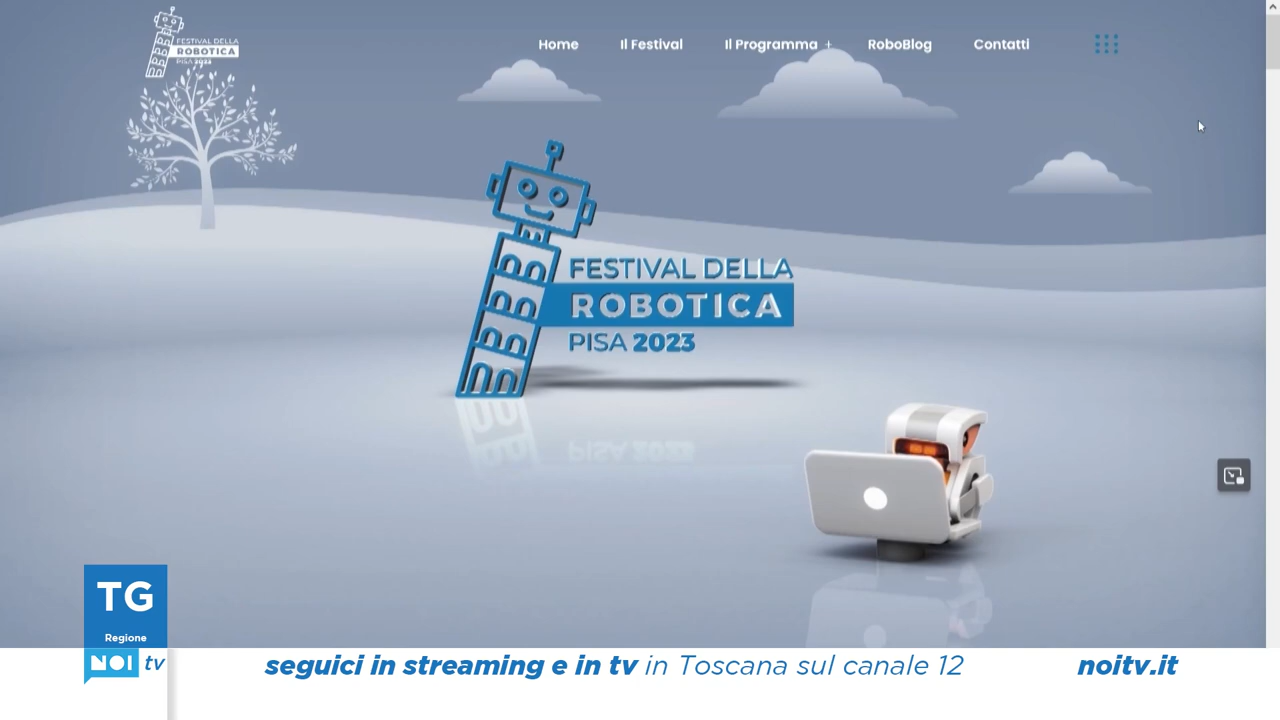 FESTIVAL DELLA
ROBOTICA
PISA 2023
Home
Il Festival
Il Programma +
RoboBlog
Contatti
FESTIVAL DELLA
ROBOTICA
PISA 2023
TG
Regione
NOI tv
seguici in streaming e in tv in Toscana sul canale 12
noitv.it